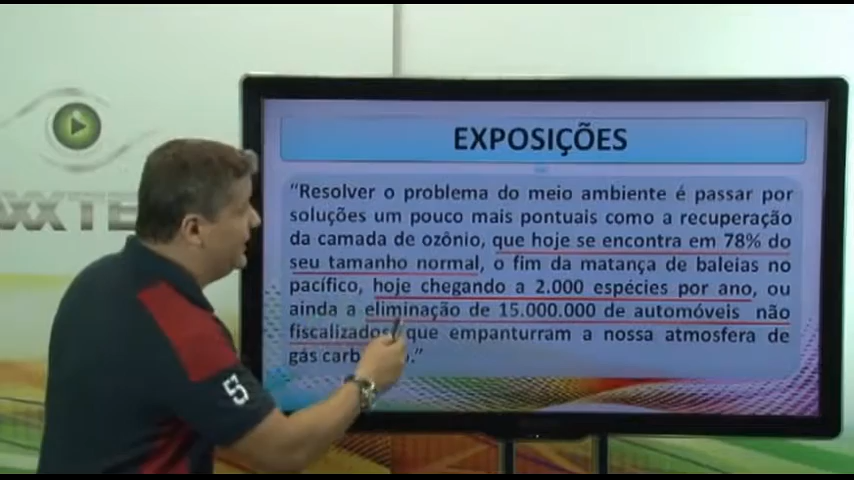 EXPOSIÇÕES
“Resolver o problema do meio ambiente é passar por
soluções um pouco mais pontuais como a recuperação
da camada de ozônio, que hoje se encontra em 78% do
seu tamanho normal, o fim da matança de baleias no
pacífico, hoje chegando a 2.000 espécies por ano, ou
ainda a eliminação de 15.000.000 de automóveis não
fiscalizados que empanturram a nossa atmosfera de
gás
5